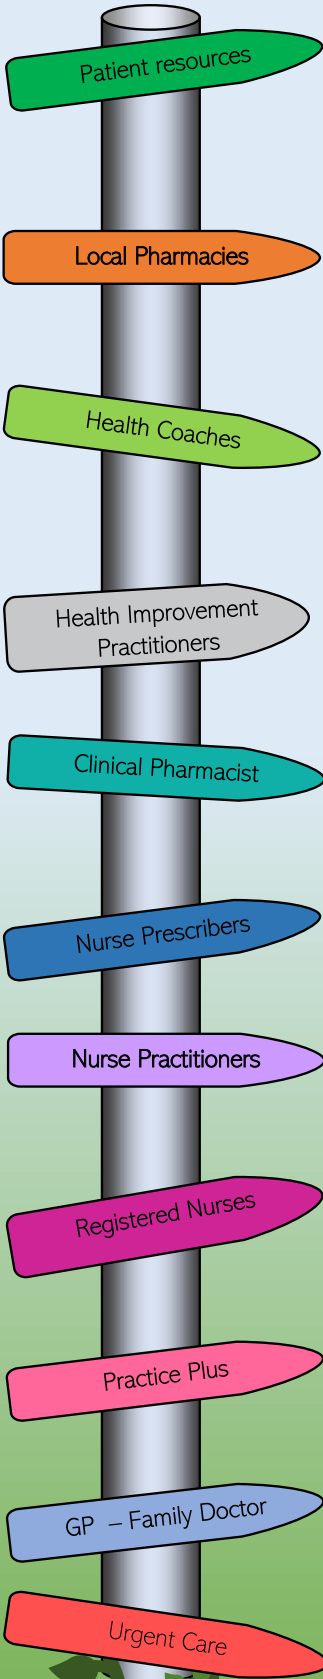 Patient resources
Local Pharmacies
Health Coaches
Health Improvement
Practitioners
Clinical Pharmacist
Nurse Prescribers
Nurse Practitioners
Registered Nurses
Practice Plus
GP – Family Doctor
Urgent Care